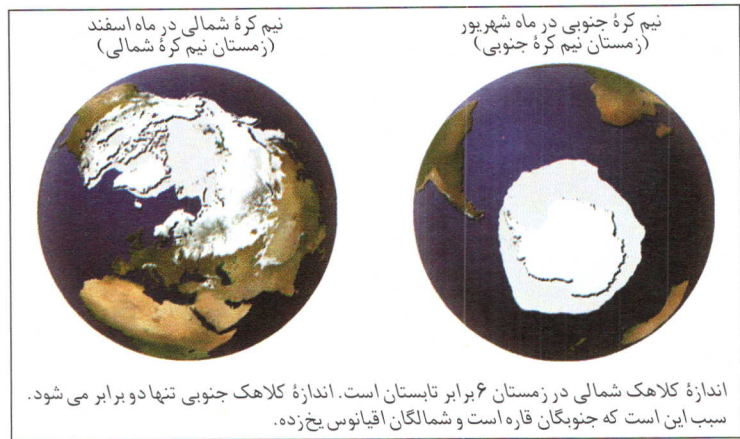 نیم کرهٔ جنوبی در ماه شهریور
(زمستان نیم کرهٔ جنوبی)
نیم کرهٔ شمالی در ماه اسفند
(زمستان نیم کرهٔ شمالی)
اندازهٔ کلاهک شمالی در زمستان ۶ برابر تابستان است. اندازهٔ کلاهک جنوبی تنها دو برابر می شود.
سبب این است که جنوبگان قاره است و شمالگان اقیانوس یخ‌زده.